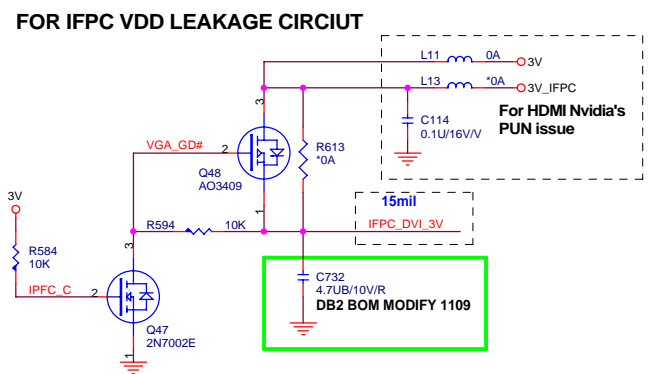 FOR IFPC VDD LEAKAGE CIRCIUT
L11 0A 3V
L13 *0A 3V_IFPC
For HDMI Nvidia's
PUN issue
C114
0.1U/16V/V
3
VGA_GD# 2
R613
*0A
Q48
AO3409
1
15mil
3V
R594 10K IFPC_DVI_3V
3
R584
10K
IPFC_C 2
C732
4.7UB/10V/R
DB2 BOM MODIFY 1109
Q47
2N7002E
1